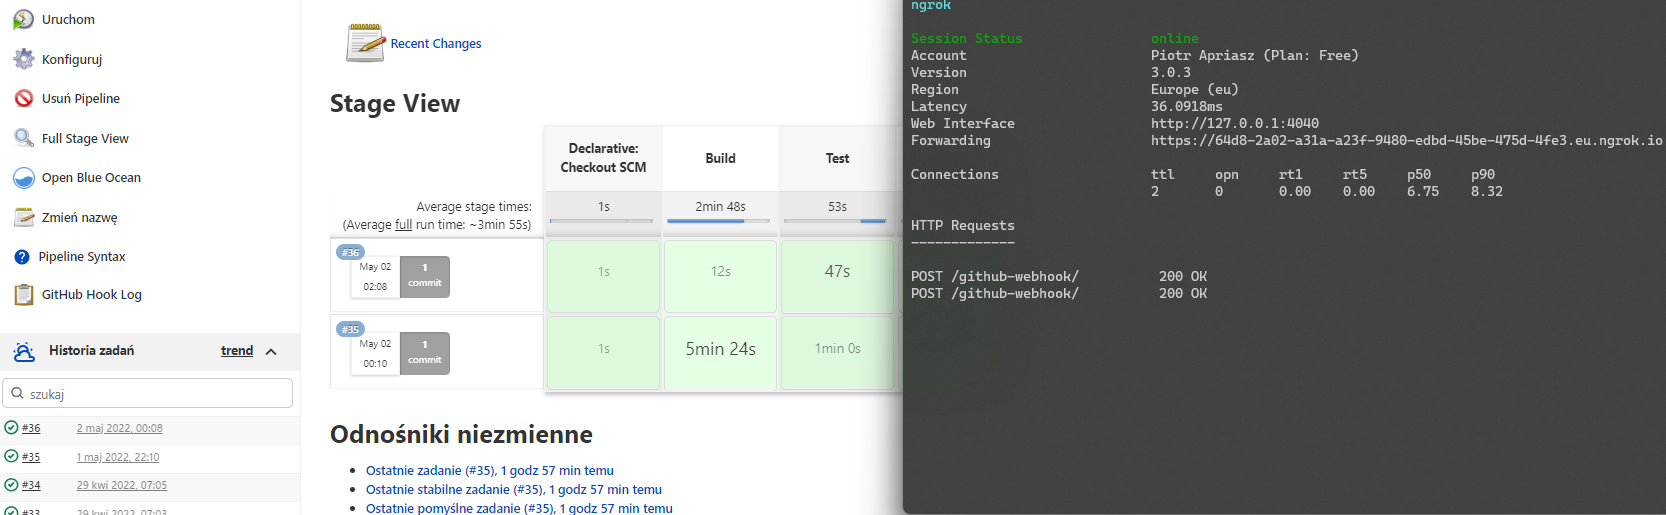 Uruchom
Konfiguruj
Usuń Pipeline
Full Stage View
Open Blue Ocean
Zmień nazwę
Pipeline Syntax
GitHub Hook Log
Historia zadań trend
szukaj
#36 2 maj 2022, 00:08
#35 1 maj 2022, 22:10
#34 29 kwi 2022, 07:05
#33 29 kwi 2022, 07:03
Recent Changes
Stage View
Declarative: Build Test
Checkout SCM
Average stage times: 1s 2min 48s 53s
(Average full run time: ~3min 55s)
#36
May 02 1
02:08 commit
1s 12s 47s
#35
May 02 1
00:10 commit
1s 5min 24s 1min 0s
Odnośniki niezmienne
Ostatnie zadanie (#35), 1 godz 57 min temu
Ostatnie stabilne zadanie (#35), 1 godz 57 min temu
Ostatnie pomyślne zadanie (#35), 1 godz 57 min temu
ngrok
Session Status online
Account Piotr Apriasz (Plan: Free)
Version 3.0.3
Region Europe (eu)
Latency 36.0918ms
Web Interface http://127.0.0.1:4040
Forwarding https://64d8-2a02-a31a-a23f-9480-edbd-45be-475d-4fe3.eu.ngrok.io
Connections ttl opn rt1 rt5 p50 p90
2 0 0.00 0.00 6.75 8.32
HTTP Requests
-------------
POST /github-webhook/ 200 OK
POST /github-webhook/ 200 OK